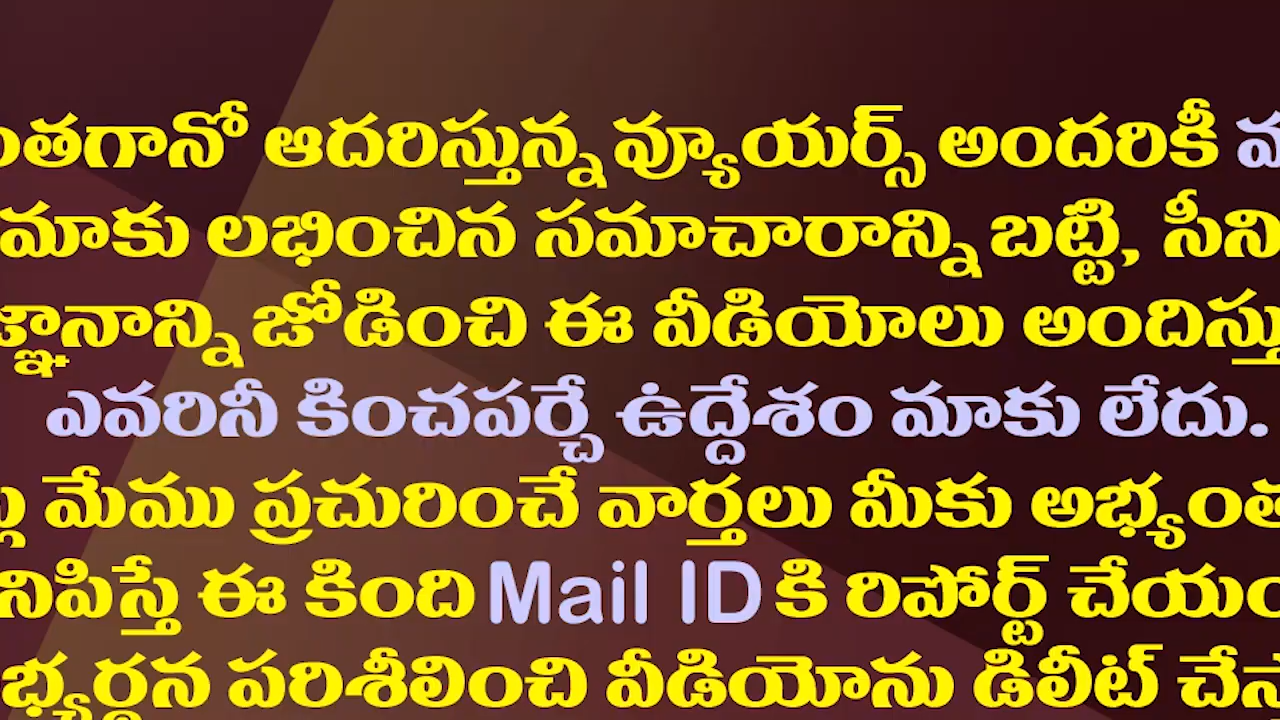 ంతగానో ఆదరిస్తున్న వ్యూయర్స్ అందరికీ
మాకు లభించిన సమాచారాన్ని బట్టి, సీని
జ్ఞానాన్ని జోడించి ఈ వీడియోలు అందిస్తు
ఎవరినీ కించపర్చే ఉద్దేశం మాకు లేదు.
మేము ప్రచురించే వార్తలు మీకు అభ్యంత
నిపిస్తే ఈ కింది Mail ID కి రిపోర్ట్ చేయం
భ్యర్థన పరిశీలించి వీడియోను డిలీట్ చేస